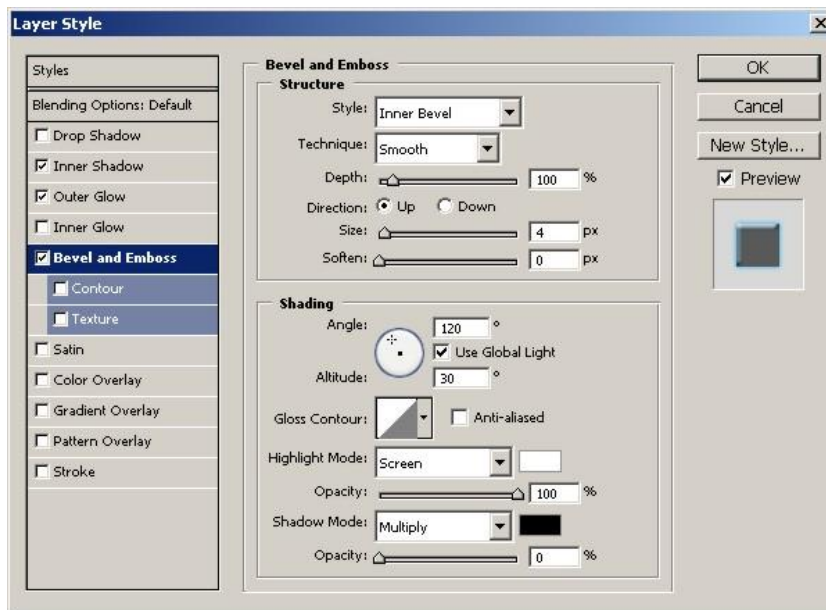 Layer Style
Styles
Blending Options: Default
Drop Shadow
Inner Shadow
Outer Glow
Inner Glow
Bevel and Emboss
Contour
Texture
Satin
Color Overlay
Gradient Overlay
Pattern Overlay
Stroke
Bevel and Emboss
Structure
Style: Inner Bevel
Technique: Smooth
Depth: 100 %
Direction: Up Down
Size: 4 px
Soften: 0 px
Shading
Angle: 120 °
Use Global Light
Altitude: 30 °
Gloss Contour: Anti-aliased
Highlight Mode: Screen
Opacity: 100 %
Shadow Mode: Multiply
Opacity: 0 %
OK
Cancel
New Style...
Preview